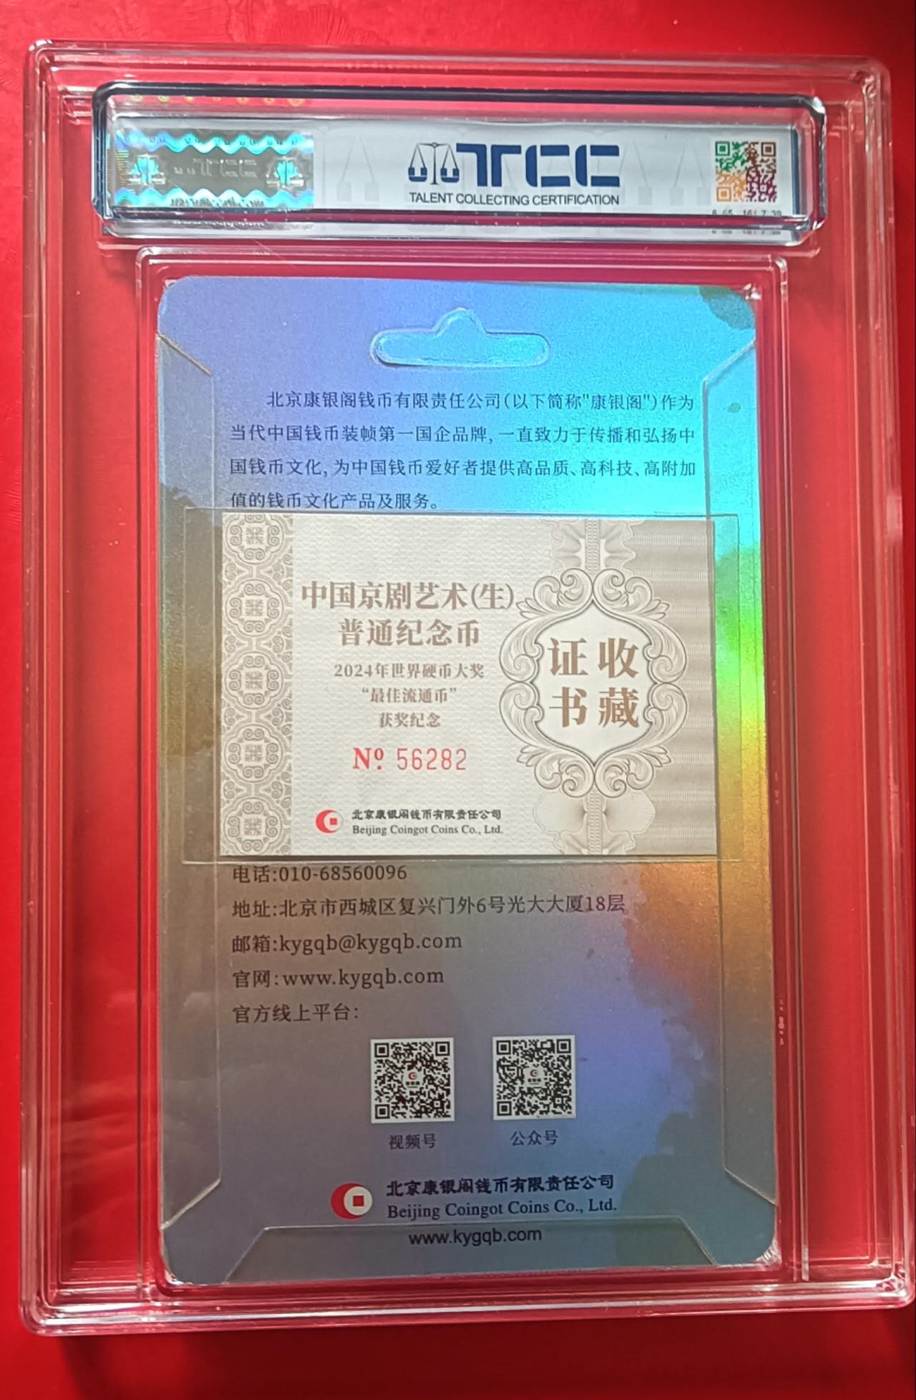 TCC
TALENT COLLECTING CERTIFICATION
北京康银阁钱币有限责任公司(以下简称"康银阁")作为
当代中国钱币装帧第一国企品牌,一直致力于传播和弘扬中
国钱币文化,为中国钱币爱好者提供高品质、高科技、高附加
值的钱币文化产品及服务。
中国京剧艺术(生)
普通纪念币
2024年世界硬币大奖
“最佳流通币”
获奖纪念
Nº 56282
北京康银阁钱币有限责任公司
Beijing Coingot Coins Co., Ltd.
证收
书藏
电话:010-68560096
地址:北京市西城区复兴门外6号光大大厦18层
邮箱:kygqb@kygqb.com
官网:www.kygqb.com
官方线上平台:
视频号
公众号
北京康银阁钱币有限责任公司
Beijing Coingot Coins Co., Ltd.
www.kygqb.com